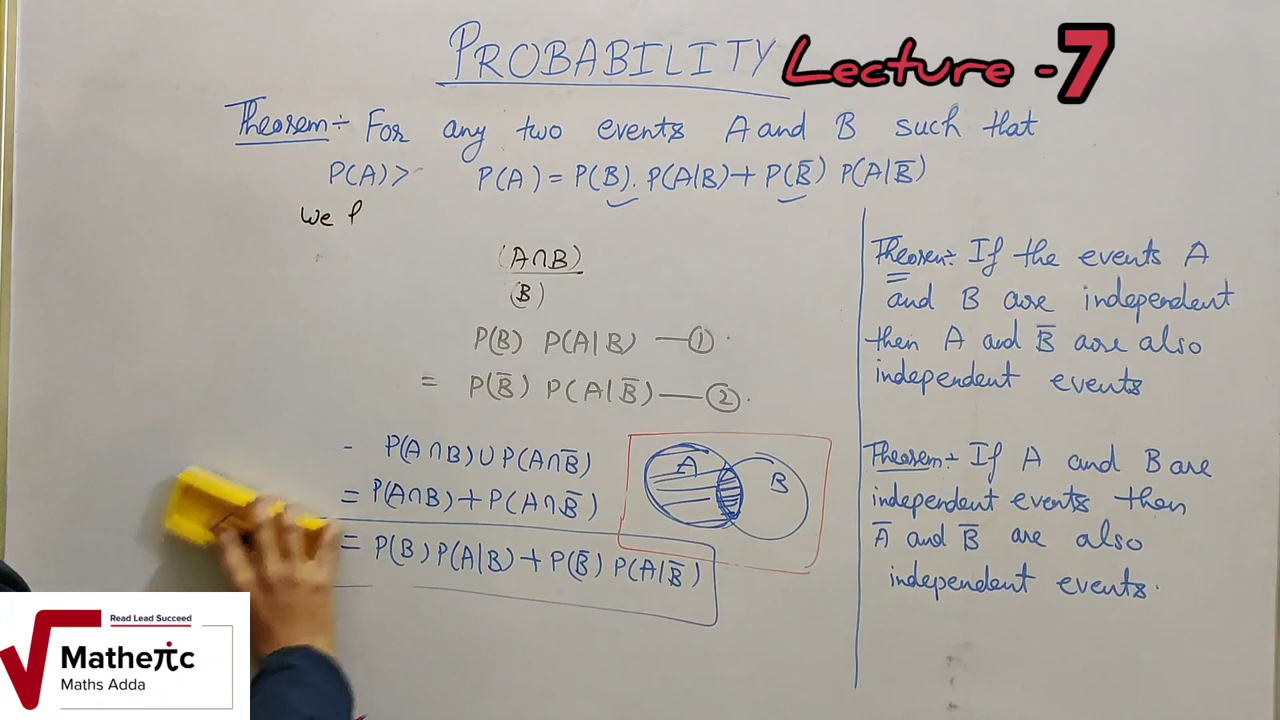 PROBABILITY Lecture -7
Theorem:- For any two events A and B such that
P(A) > P(A) = P(B). P(A|B) + P(B̅) P(A|B̅)
we
(A∩B)
(B)
P(B) P(A|B) —①.
= P(B̅) P(A|B̅) —②.
- P(A∩B) ∪ P(A∩B̅)
= P(A∩B) + P(A∩B̅)
= P(B) P(A|B) + P(B̅) P(A|B̅)
A B
Theorem:- If the events A
and B are independent
then A and B̅ are also
independent events
Theorem:- If A and B are
independent events then
A̅ and B̅ are also
independent events.
Read Lead Succeed
Matheπc
Maths Adda